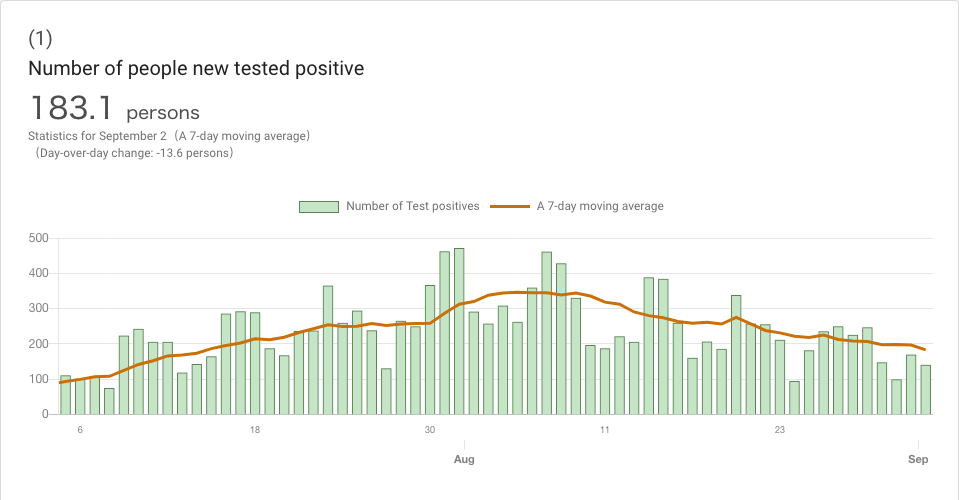 (1)
Number of people new tested positive
183.1 persons
Statistics for September 2（A 7-day moving average）
（Day-over-day change: -13.6 persons）
Number of Test positives A 7-day moving average
500
400
300
200
100
0
6 18 30 11 23
Aug Sep